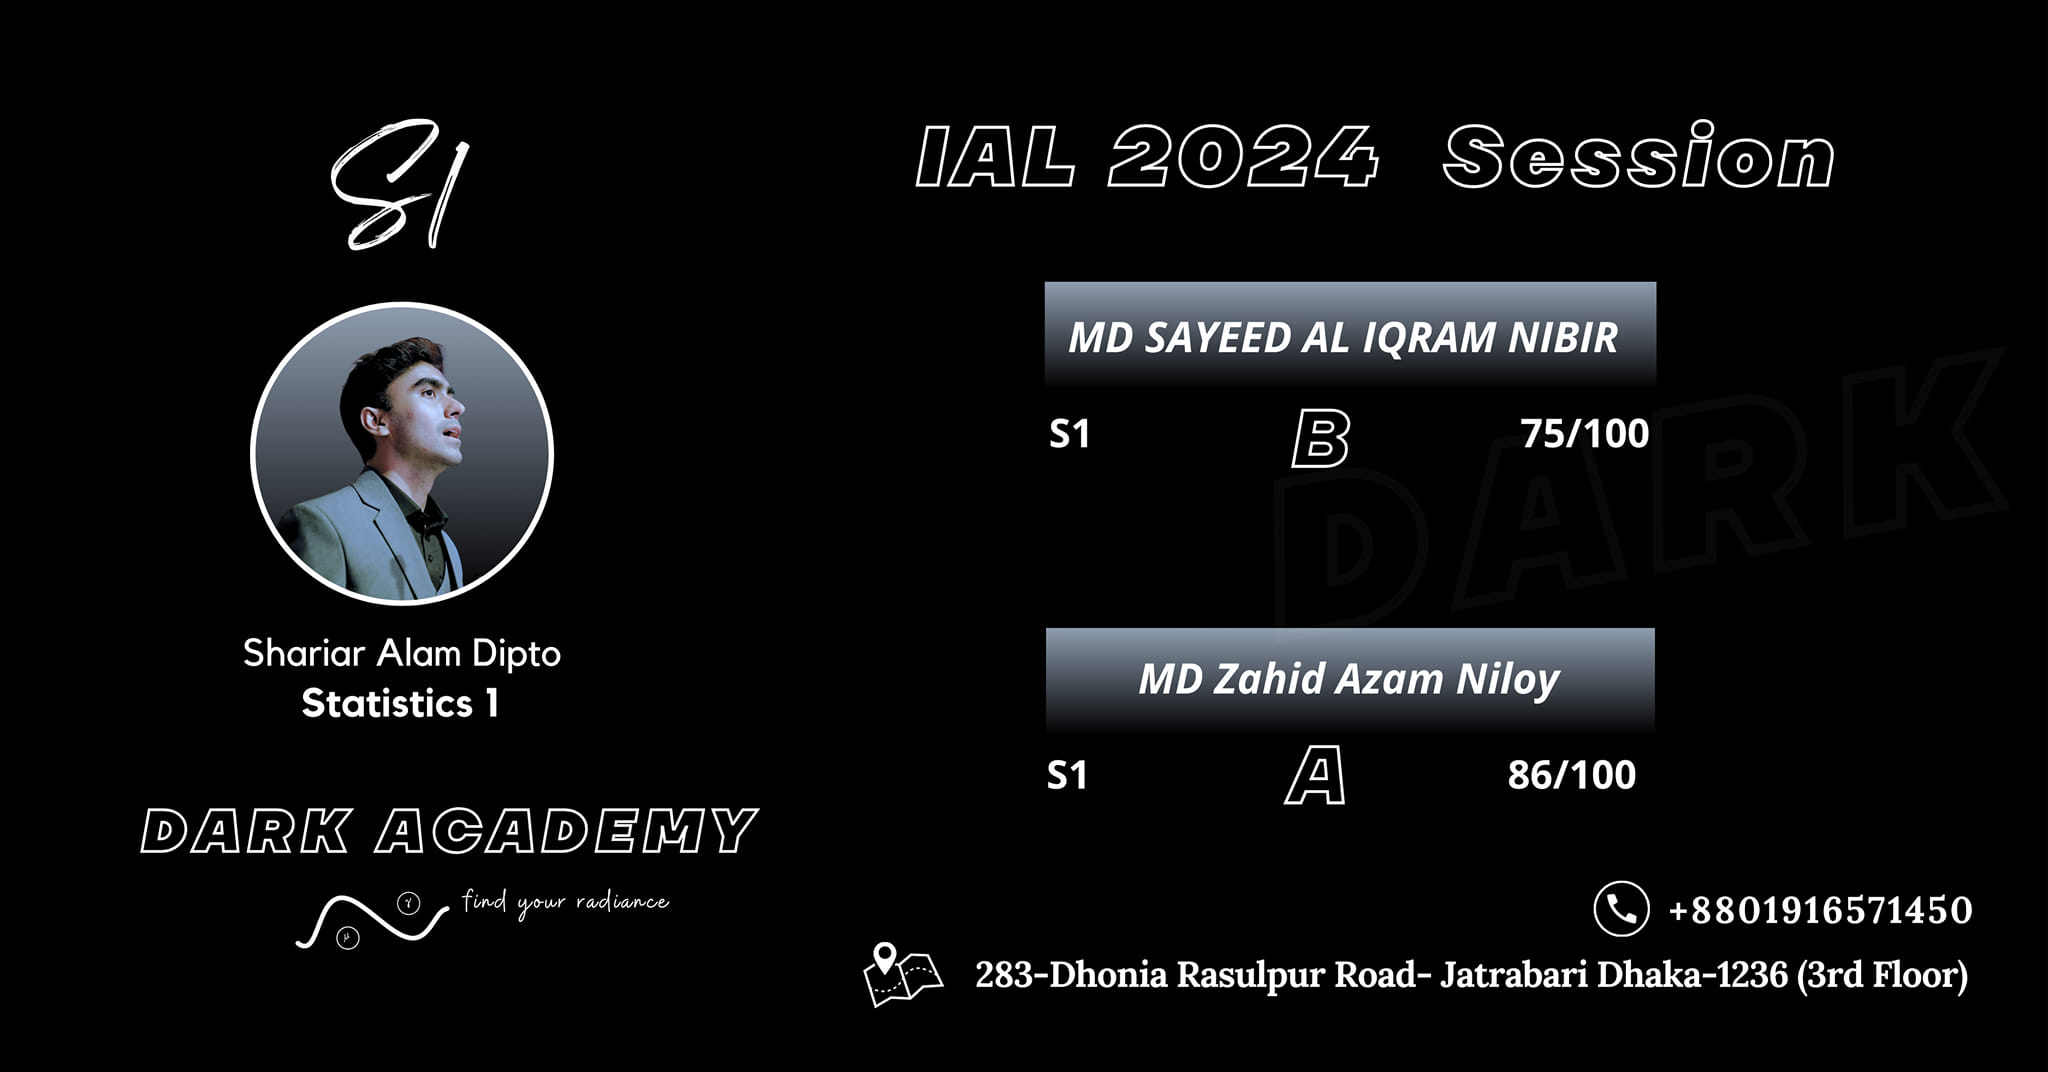 S1
Shariar Alam Dipto
Statistics 1
DARK ACADEMY
find your radiance
γ
μ
IAL 2024 Session
MD SAYEED AL IQRAM NIBIR
S1 B 75/100
DARK
MD Zahid Azam Niloy
S1 A 86/100
+8801916571450
283-Dhonia Rasulpur Road- Jatrabari Dhaka-1236 (3rd Floor)